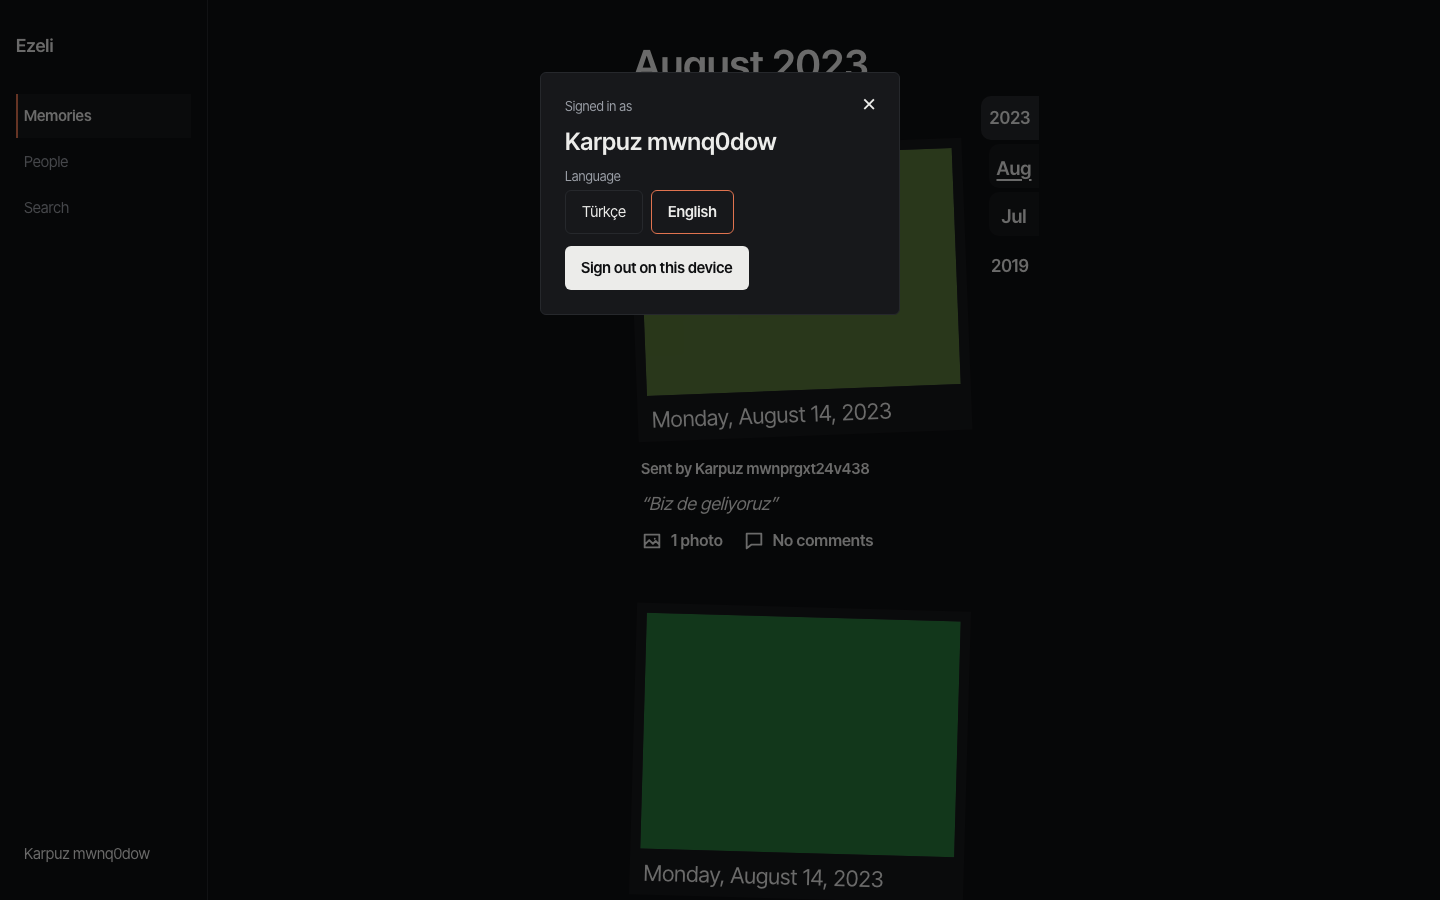 Ezeli
Memories
People
Search
Karpuz mwnq0dow
August 2023
Signed in as
Karpuz mwnq0dow
Language
Türkçe
English
Sign out on this device
2023
Aug
Jul
2019
Monday, August 14, 2023
Sent by Karpuz mwnprgxt24v438
“Biz de geliyoruz”
1 photo
No comments
Monday, August 14, 2023